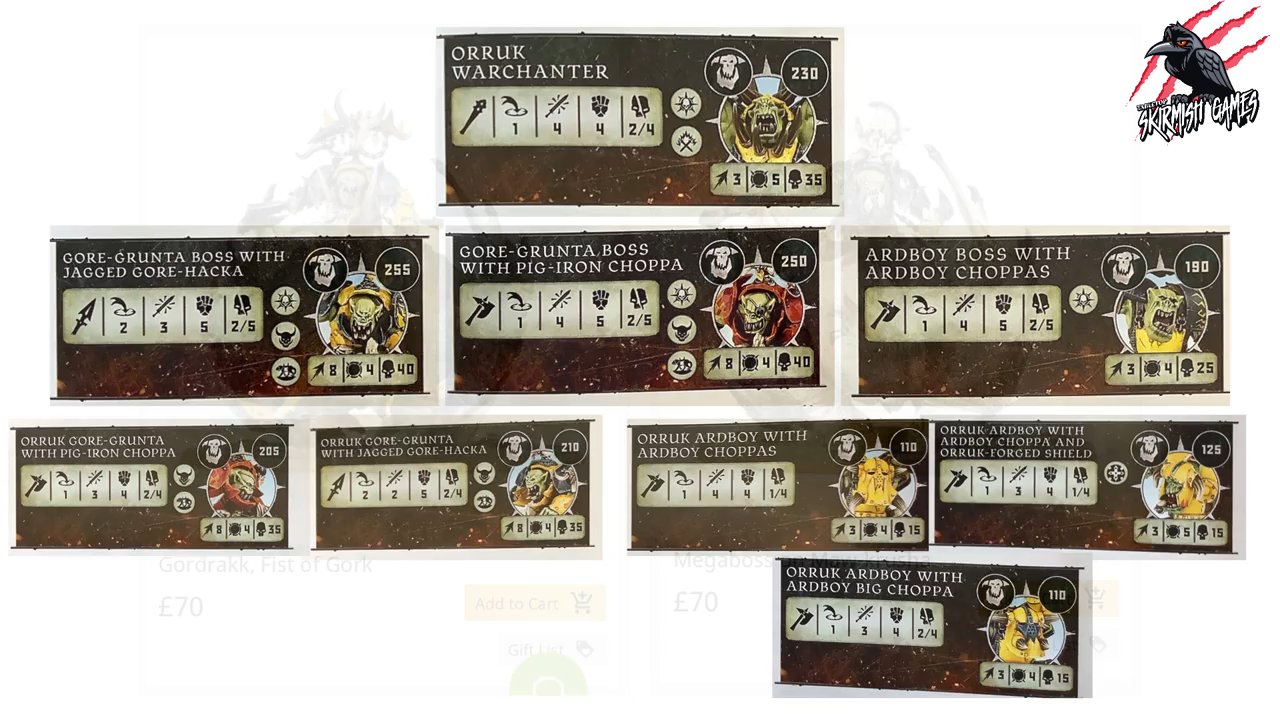 ORRUK
WARCHANTER
230
1 4 4 2/4
3 5 35
TABLETOP
SKIRMISH GAMES
GORE-GRUNTA BOSS WITH
JAGGED GORE-HACKA
255
2 3 5 2/5
8 4 40
GORE-GRUNTA BOSS
WITH PIG-IRON CHOPPA
250
1 4 5 2/5
8 4 40
ARDBOY BOSS WITH
ARDBOY CHOPPAS
190
1 4 5 2/5
3 4 25
ORRUK GORE-GRUNTA
WITH PIG-IRON CHOPPA
205
1 3 4 2/4
8 4 35
ORRUK GORE-GRUNTA
WITH JAGGED GORE-HACKA
210
2 2 5 2/4
8 4 35
ORRUK ARDBOY WITH
ARDBOY CHOPPAS
110
1 4 4 1/4
3 4 15
ORRUK ARDBOY WITH
ARDBOY CHOPPA AND
ORRUK-FORGED SHIELD
125
1 3 4 1/4
3 5 15
Gordrakk, Fist of Gork
£70
Add to Cart
Gift List
Megaboss on Maw-krusha
£70
ORRUK ARDBOY WITH
ARDBOY BIG CHOPPA
110
1 3 4 2/4
3 4 15